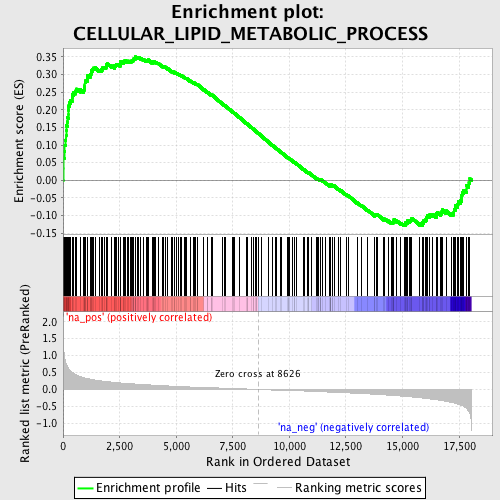 Enrichment plot:
CELLULAR_LIPID_METABOLIC_PROCESS
Enrichment score (ES)
0.35
0.30
0.25
0.20
0.15
0.10
0.05
0.00
-0.05
-0.10
-0.15
'na_pos' (positively correlated)
Ranked list metric (PreRanked)
2.0
1.5
1.0
0.5
0.0
-0.5
-1.0
Zero cross at 8626
'na_neg' (negatively correlated)
0 2,500 5,000 7,500 10,000 12,500 15,000 17,500
Rank in Ordered Dataset
Enrichment profile Hits Ranking metric scores